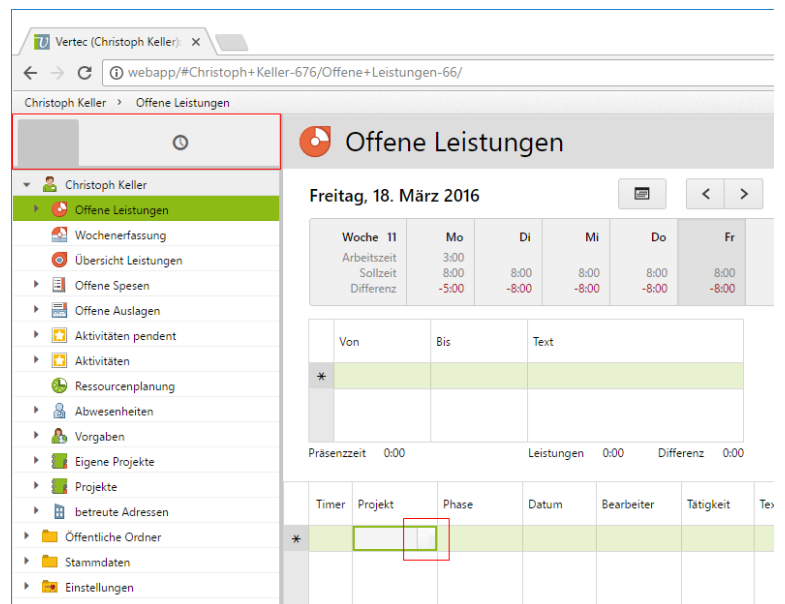 Vertec (Christoph Keller):
webapp/#Christoph+Keller-676/Offene+Leistungen-66/
Christoph Keller > Offene Leistungen
Offene Leistungen
Christoph Keller
Offene Leistungen
Wochenerfassung
Übersicht Leistungen
Offene Spesen
Offene Auslagen
Aktivitäten pendent
Aktivitäten
Ressourcenplanung
Abwesenheiten
Vorgaben
Eigene Projekte
Projekte
betreute Adressen
Öffentliche Ordner
Stammdaten
Einstellungen
Freitag, 18. März 2016
Woche 11 Mo Di Mi Do Fr
Arbeitszeit 3:00
Sollzeit 8:00 8:00 8:00 8:00 8:00
Differenz -5:00 -8:00 -8:00 -8:00 -8:00
Von Bis Text
Präsenzzeit 0:00 Leistungen 0:00 Differenz 0:00
Timer Projekt Phase Datum Bearbeiter Tätigkeit Tex